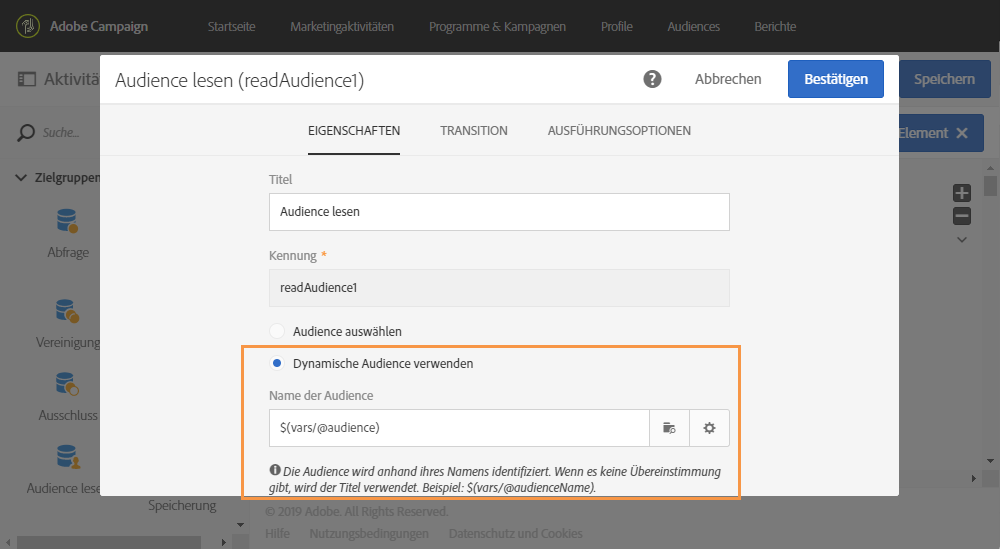 Adobe Campaign
Startseite
Marketingaktivitäten
Programme & Kampagnen
Profile
Audiences
Berichte
Aktivitä
Audience lesen (readAudience1)
?
Abbrechen
Bestätigen
Speichern
Suche...
EIGENSCHAFTEN
TRANSITION
AUSFÜHRUNGSOPTIONEN
Element
Zielgruppen
Abfrage
Vereinigung
Ausschluss
Audience lese
Speicherung
Titel
Audience lesen
Kennung *
readAudience1
Audience auswählen
Dynamische Audience verwenden
Name der Audience
$(vars/@audience)
Die Audience wird anhand ihres Namens identifiziert. Wenn es keine Übereinstimmung
gibt, wird der Titel verwendet. Beispiel: $(vars/@audienceName).
© 2019 Adobe. All Rights Reserved.
Hilfe
Nutzungsbedingungen
Datenschutz und Cookies